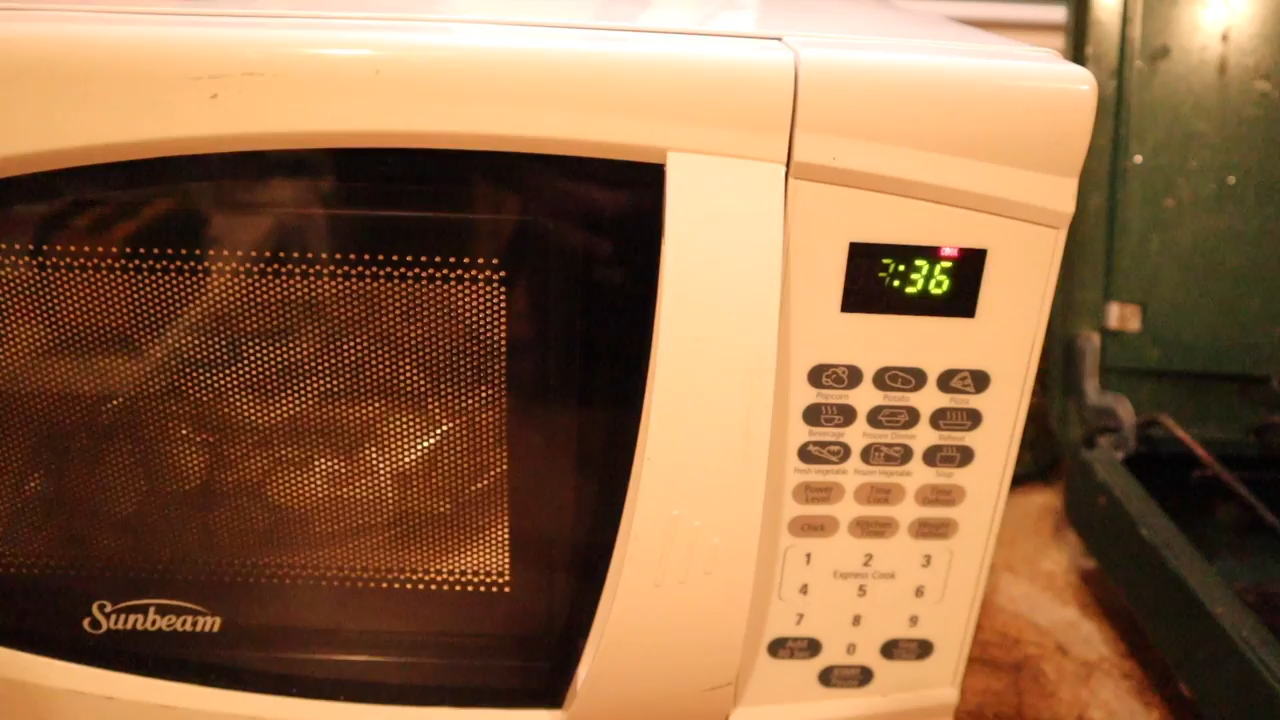 COOK
:36
Popcorn
Potato
Pizza
Beverage
Frozen Dinner
Reheat
Fresh Vegetable
Frozen Vegetable
Soup
Power Level
Time Cook
Time Defrost
Clock
Kitchen Timer
Weight Defrost
1 2 3
Express Cook
4 5 6
7 8 9
0
Sunbeam